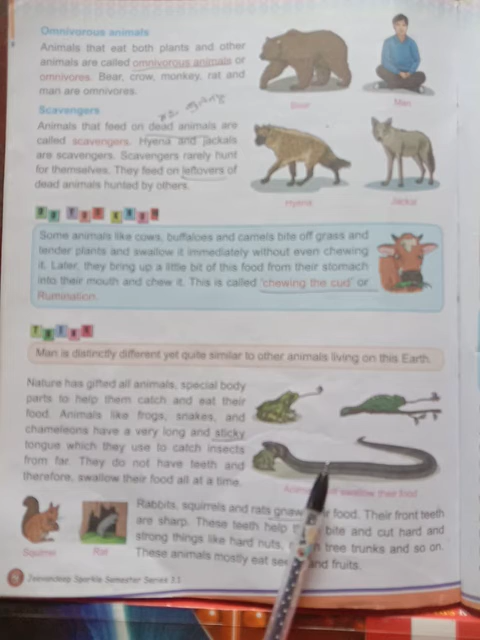 Omnivorous animals
Animals that eat both plants and other
animals are called omnivorous animals or
omnivores. Bear, crow, monkey, rat and
man are omnivores.
Bear
Man
Scavengers
Animals that feed on dead animals are
called scavengers. Hyena and jackals
are scavengers. Scavengers rarely hunt
for themselves. They feed on leftovers of
dead animals hunted by others.
Hyena
Jackal
Some animals like cows, buffaloes and camels bite off grass and
tender plants and swallow it immediately without even chewing
it. Later, they bring up a little bit of this food from their stomach
into their mouth and chew it. This is called 'chewing the cud' or
Rumination.
Man is distinctly different yet quite similar to other animals living on this Earth.
Nature has gifted all animals, special body
parts to help them catch and eat their
food. Animals like frogs, snakes, and
chameleons have a very long and sticky
tongue which they use to catch insects
from far. They do not have teeth and
therefore, swallow their food all at a time.
swallow their food
Rabbits, squirrels and rats gnaw food. Their front teeth
are sharp. These teeth help bite and cut hard and
strong things like hard nuts, tree trunks and so on.
These animals mostly eat and fruits.
Squirrel
Rat
Jeevandeep Sparkle Semester Series 3.1